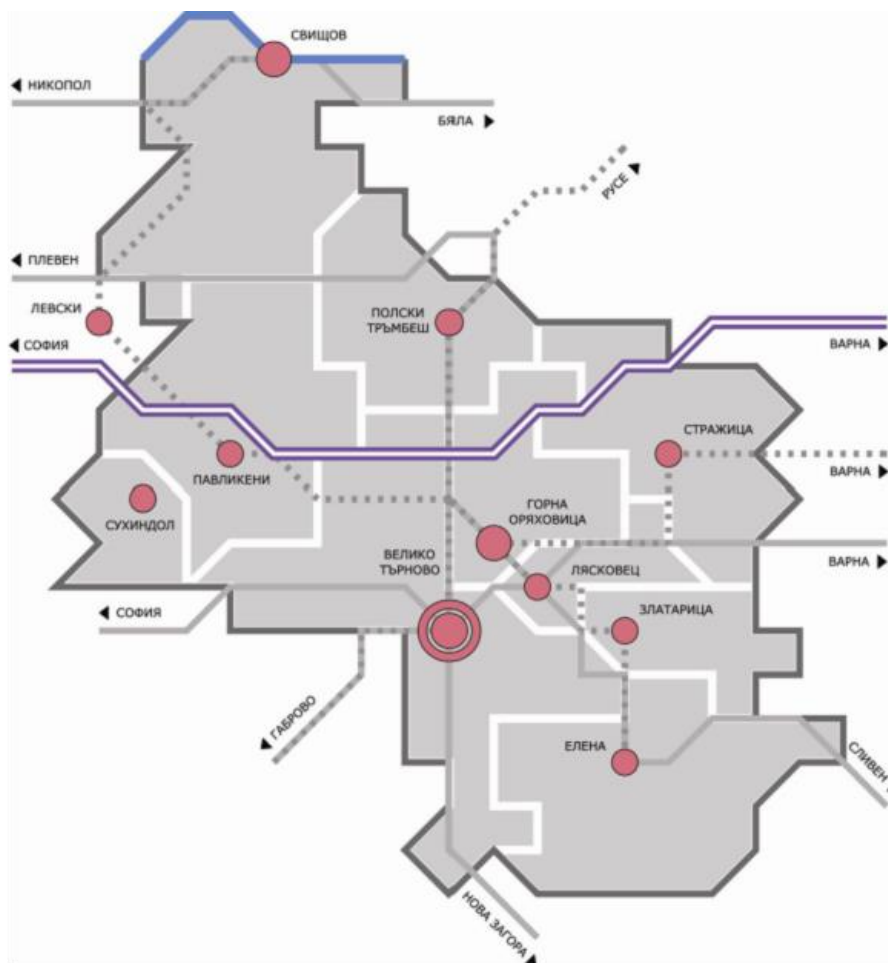 СВИЩОВ
НИКОПОЛ
БЯЛА
РУСЕ
ПЛЕВЕН
ЛЕВСКИ
ПОЛСКИ
ТРЪМБЕШ
СОФИЯ
ВАРНА
СТРАЖИЦА
ПАВЛИКЕНИ
ВАРНА
СУХИНДОЛ
ГОРНА
ОРЯХОВИЦА
ВЕЛИКО
ТЪРНОВО
ЛЯСКОВЕЦ
ВАРНА
СОФИЯ
ЗЛАТАРИЦА
ГАБРОВО
ЕЛЕНА
СЛИВЕН
НОВА ЗАГОРА